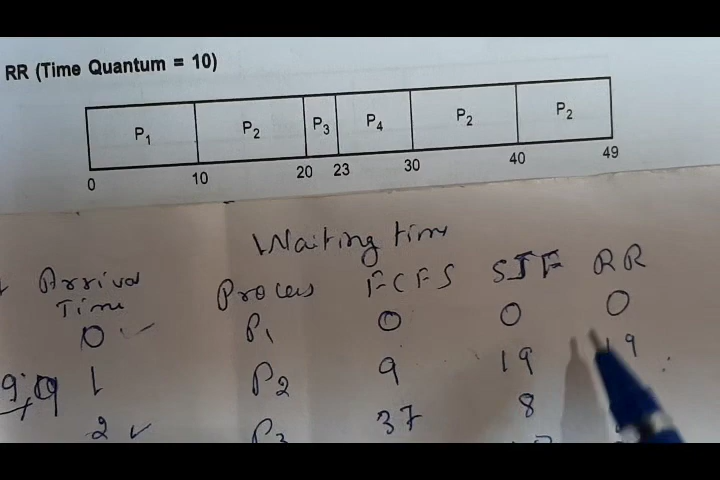 RR (Time Quantum = 10)
P1 P2 P3 P4 P2 P2
0 10 20 23 30 40 49
Waiting time
Arrival Time Process FCFS SJF RR
0 P1 0 0 0
1 P2 9 19 19
2 P3 37 8